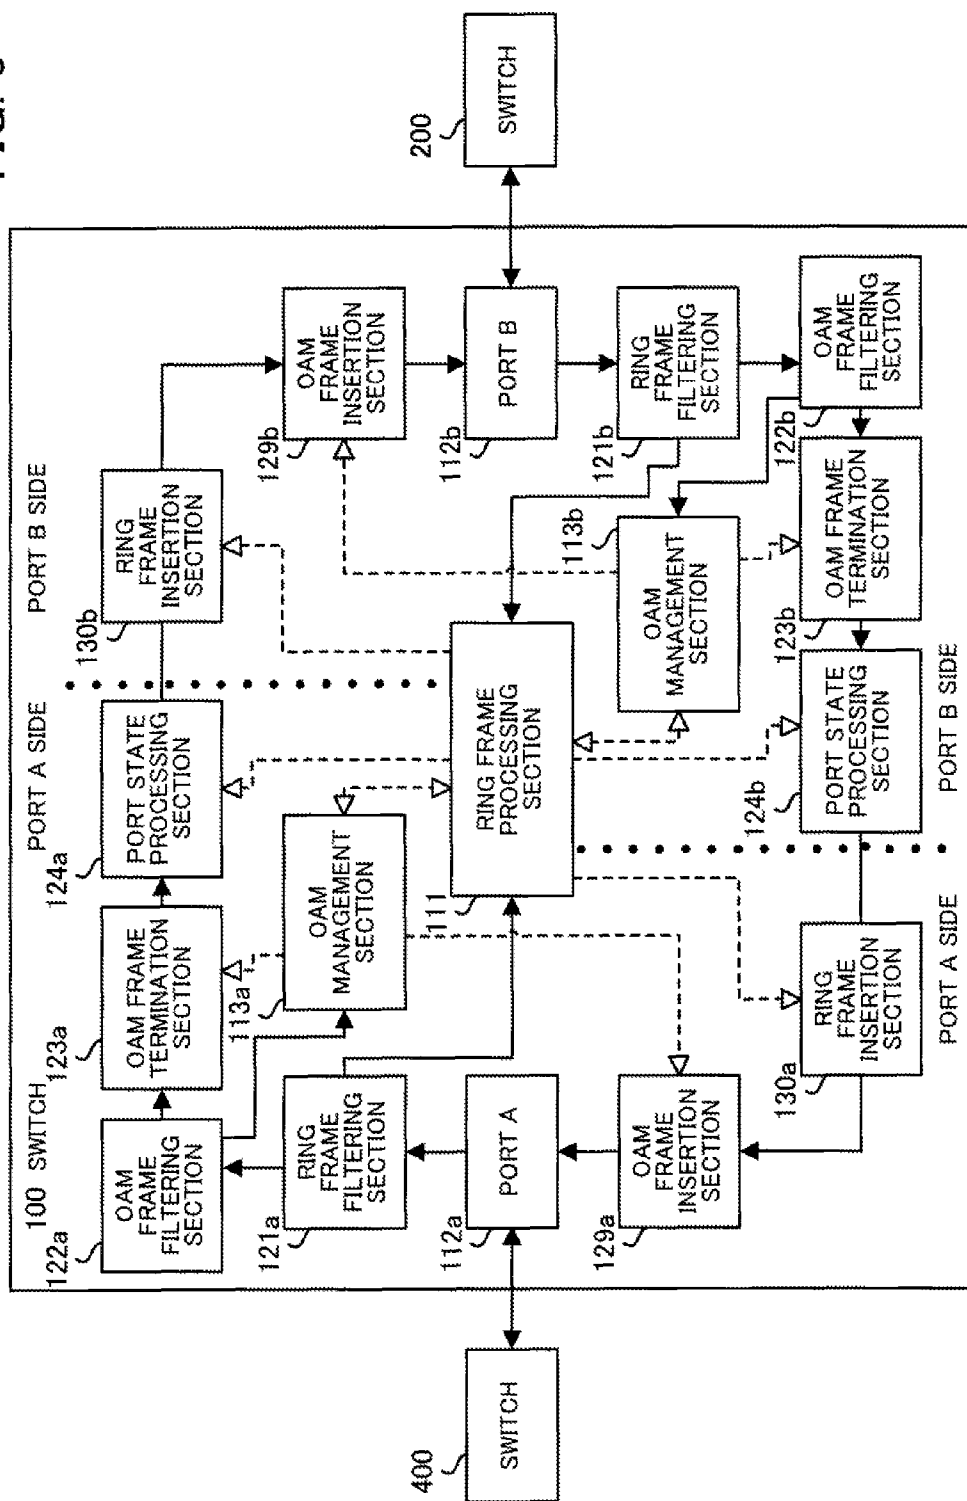 FIG.
100 SWITCH
PORT A SIDE
PORT B SIDE
122a
OAM
FRAME
FILTERING
SECTION
123a
OAM FRAME
TERMINATION
SECTION
124a
PORT STATE
PROCESSING
SECTION
130b
RING
FRAME
INSERTION
SECTION
121a
RING
FRAME
FILTERING
SECTION
113a
OAM
MANAGEMENT
SECTION
129b
OAM
FRAME
INSERTION
SECTION
400
SWITCH
112a
PORT A
111
RING FRAME
PROCESSING
SECTION
112b
PORT B
200
SWITCH
129a
OAM
FRAME
INSERTION
SECTION
113b
OAM
MANAGEMENT
SECTION
121b
RING
FRAME
FILTERING
SECTION
130a
RING
FRAME
INSERTION
SECTION
124b
PORT STATE
PROCESSING
SECTION
123b
OAM FRAME
TERMINATION
SECTION
122b
OAM
FRAME
FILTERING
SECTION
PORT A SIDE
PORT B SIDE